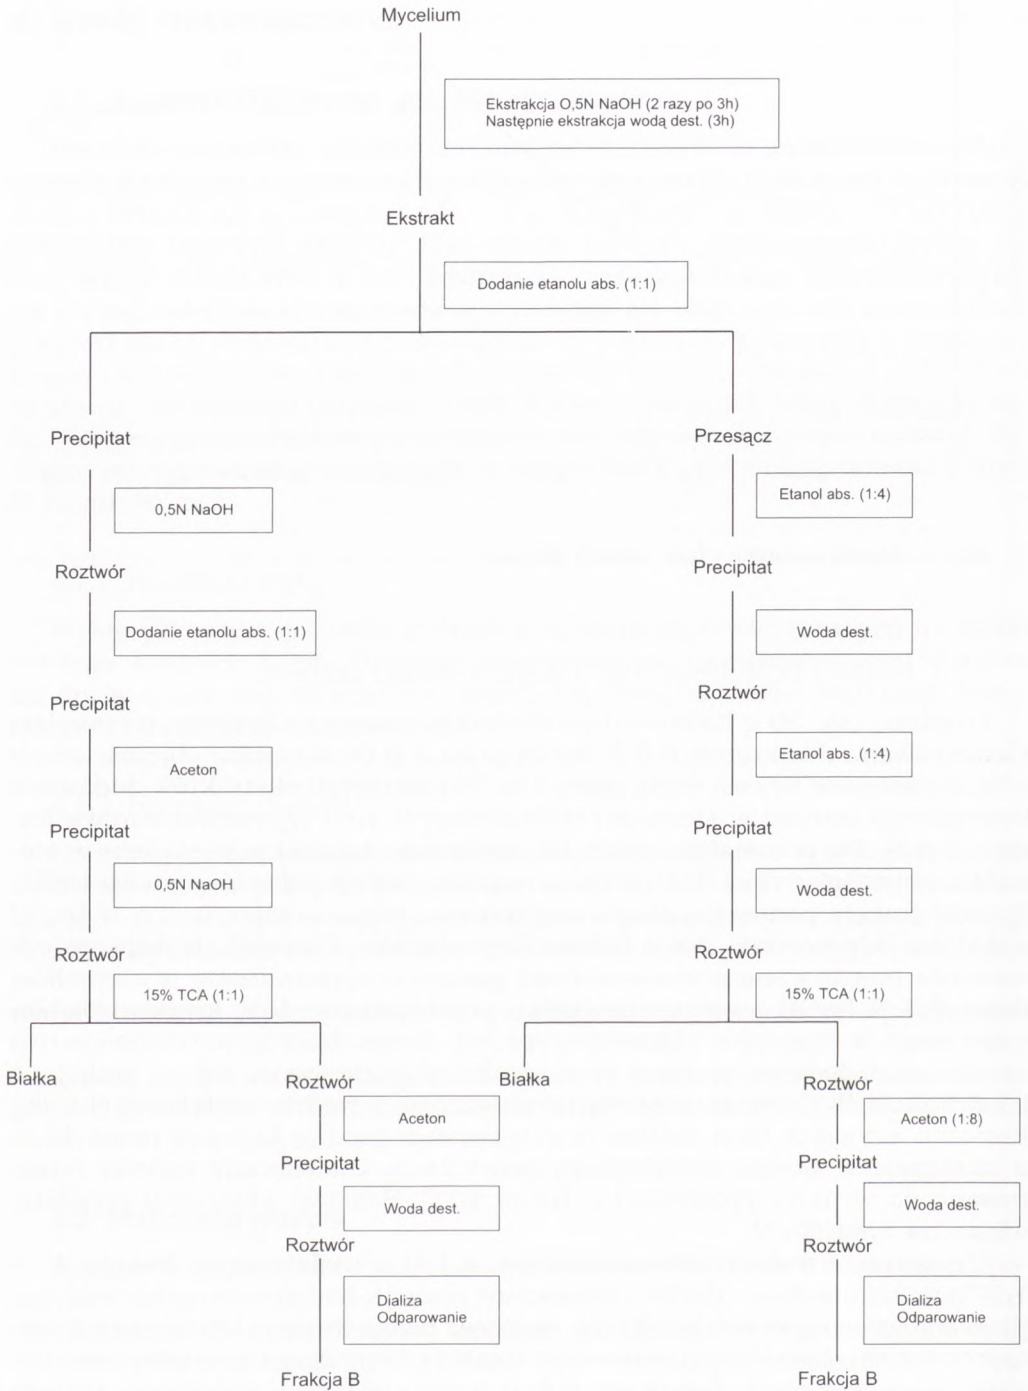 Mycelium
Ekstrakcja O,5N NaOH (2 razy po 3h)
Następnie ekstrakcja wodą dest. (3h)
Ekstrakt
Dodanie etanolu abs. (1:1)
Precipitat
0,5N NaOH
Roztwór
Dodanie etanolu abs. (1:1)
Precipitat
Aceton
Precipitat
0,5N NaOH
Roztwór
15% TCA (1:1)
Białka
Roztwór
Aceton
Precipitat
Woda dest.
Roztwór
Dializa
Odparowanie
Frakcja B
Przesącz
Etanol abs. (1:4)
Precipitat
Woda dest.
Roztwór
Etanol abs. (1:4)
Precipitat
Woda dest.
Roztwór
15% TCA (1:1)
Białka
Roztwór
Aceton (1:8)
Precipitat
Woda dest.
Roztwór
Dializa
Odparowanie
Frakcja B